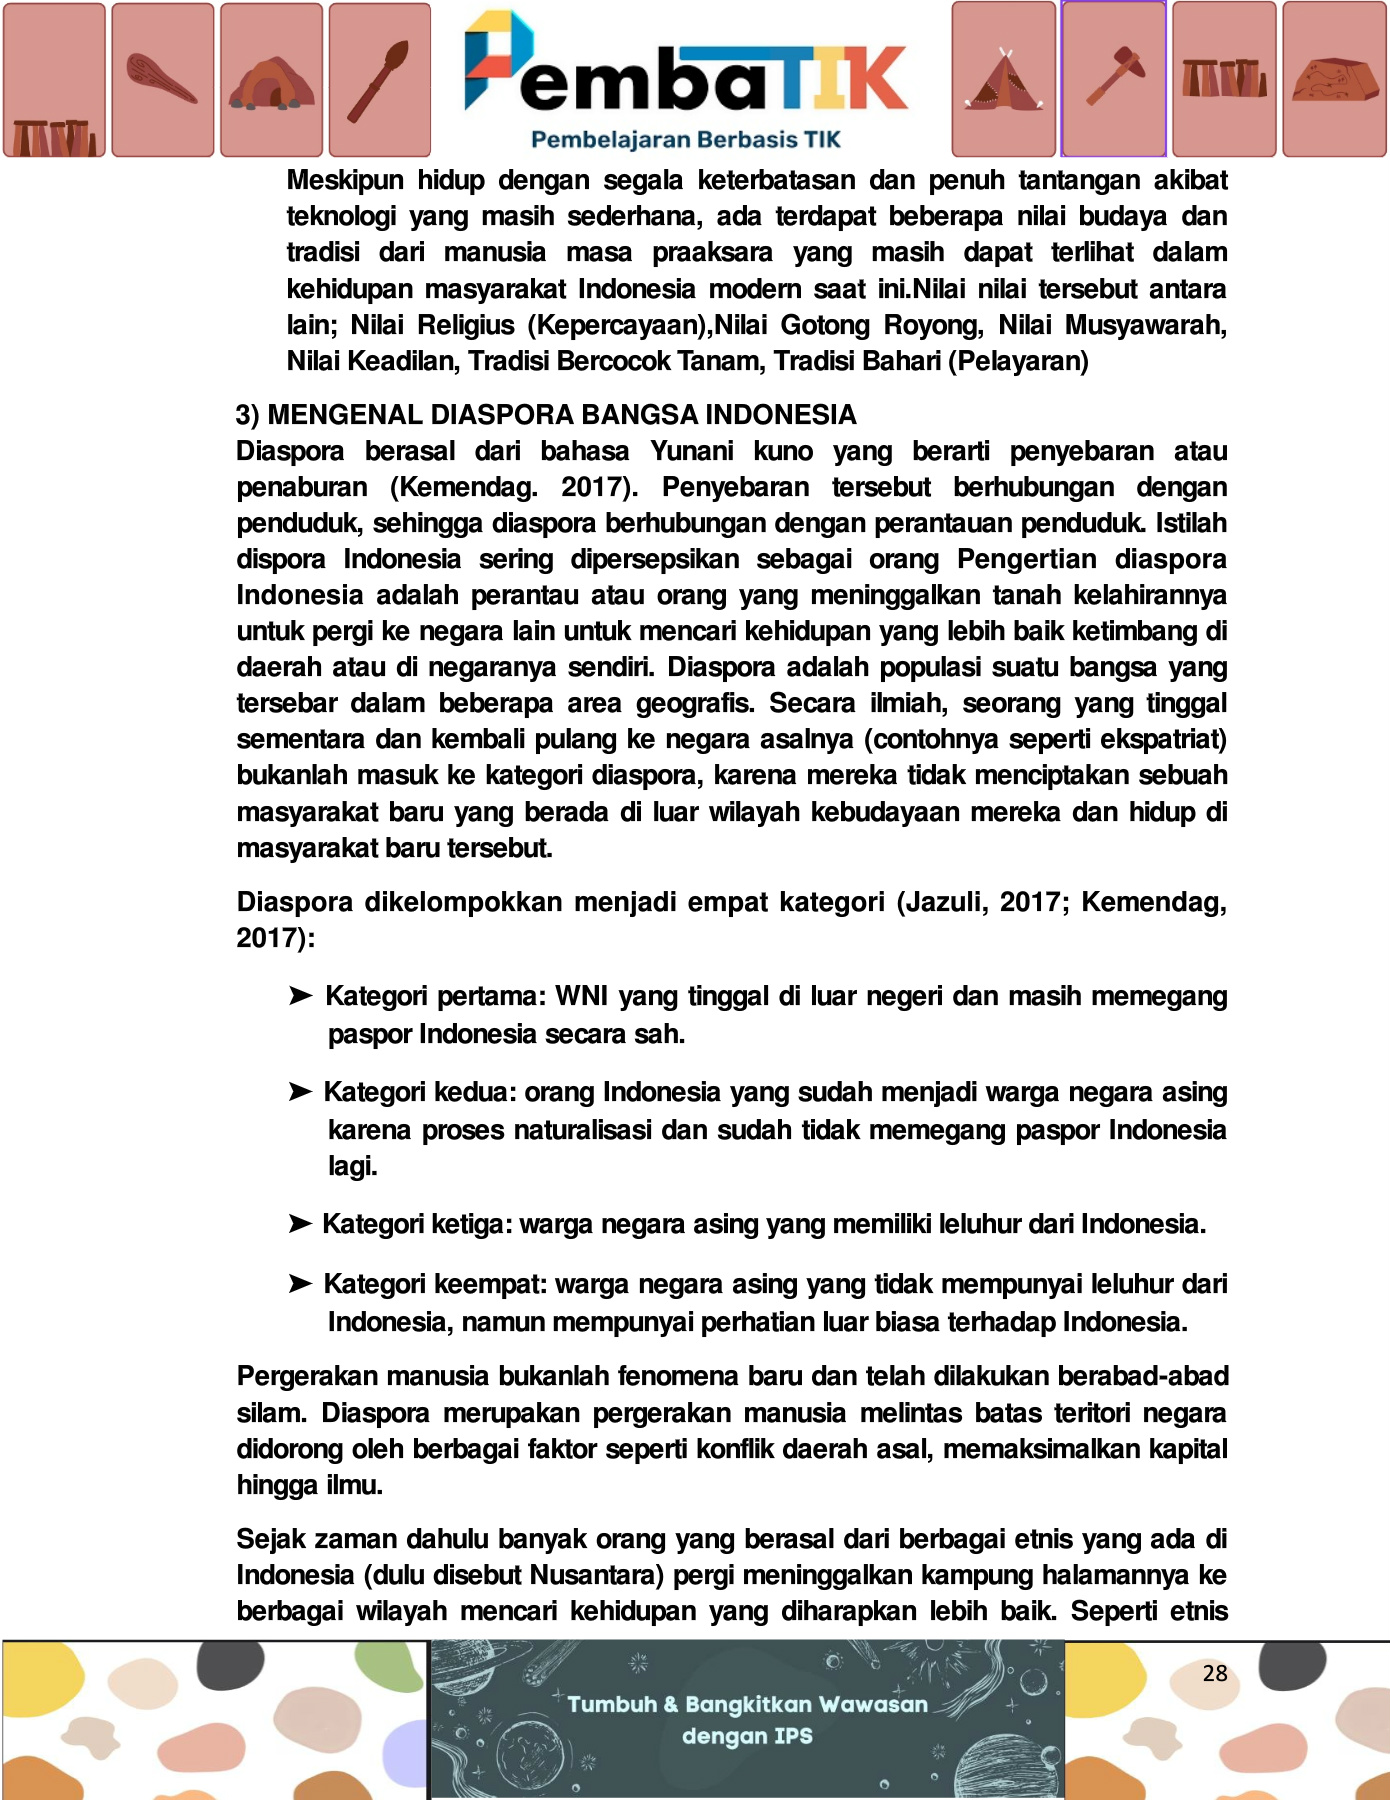 PembaTIK
Pembelajaran Berbasis TIK
Meskipun hidup dengan segala keterbatasan dan penuh tantangan akibat
teknologi yang masih sederhana, ada terdapat beberapa nilai budaya dan
tradisi dari manusia masa praaksara yang masih dapat terlihat dalam
kehidupan masyarakat Indonesia modern saat ini.Nilai nilai tersebut antara
lain; Nilai Religius (Kepercayaan),Nilai Gotong Royong, Nilai Musyawarah,
Nilai Keadilan, Tradisi Bercocok Tanam, Tradisi Bahari (Pelayaran)
3) MENGENAL DIASPORA BANGSA INDONESIA
Diaspora berasal dari bahasa Yunani kuno yang berarti penyebaran atau
penaburan (Kemendag. 2017). Penyebaran tersebut berhubungan dengan
penduduk, sehingga diaspora berhubungan dengan perantauan penduduk. Istilah
dispora Indonesia sering dipersepsikan sebagai orang Pengertian diaspora
Indonesia adalah perantau atau orang yang meninggalkan tanah kelahirannya
untuk pergi ke negara lain untuk mencari kehidupan yang lebih baik ketimbang di
daerah atau di negaranya sendiri. Diaspora adalah populasi suatu bangsa yang
tersebar dalam beberapa area geografis. Secara ilmiah, seorang yang tinggal
sementara dan kembali pulang ke negara asalnya (contohnya seperti ekspatriat)
bukanlah masuk ke kategori diaspora, karena mereka tidak menciptakan sebuah
masyarakat baru yang berada di luar wilayah kebudayaan mereka dan hidup di
masyarakat baru tersebut.
Diaspora dikelompokkan menjadi empat kategori (Jazuli, 2017; Kemendag,
2017):
➤ Kategori pertama: WNI yang tinggal di luar negeri dan masih memegang
paspor Indonesia secara sah.
➤ Kategori kedua: orang Indonesia yang sudah menjadi warga negara asing
karena proses naturalisasi dan sudah tidak memegang paspor Indonesia
lagi.
➤ Kategori ketiga: warga negara asing yang memiliki leluhur dari Indonesia.
➤ Kategori keempat: warga negara asing yang tidak mempunyai leluhur dari
Indonesia, namun mempunyai perhatian luar biasa terhadap Indonesia.
Pergerakan manusia bukanlah fenomena baru dan telah dilakukan berabad-abad
silam. Diaspora merupakan pergerakan manusia melintas batas teritori negara
didorong oleh berbagai faktor seperti konflik daerah asal, memaksimalkan kapital
hingga ilmu.
Sejak zaman dahulu banyak orang yang berasal dari berbagai etnis yang ada di
Indonesia (dulu disebut Nusantara) pergi meninggalkan kampung halamannya ke
berbagai wilayah mencari kehidupan yang diharapkan lebih baik. Seperti etnis
28
Tumbuh & Bangkitkan Wawasan
dengan IPS